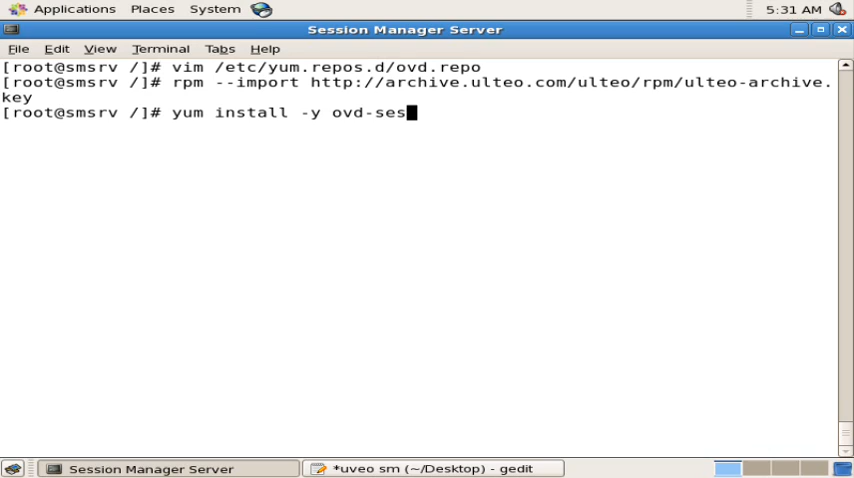 Applications Places System 5:31 AM
Session Manager Server
File Edit View Terminal Tabs Help
[root@smsrv /]# vim /etc/yum.repos.d/ovd.repo
[root@smsrv /]# rpm --import http://archive.ulteo.com/ulteo/rpm/ulteo-archive.
key
[root@smsrv /]# yum install -y ovd-ses
Session Manager Server *uveo sm (~/Desktop) - gedit